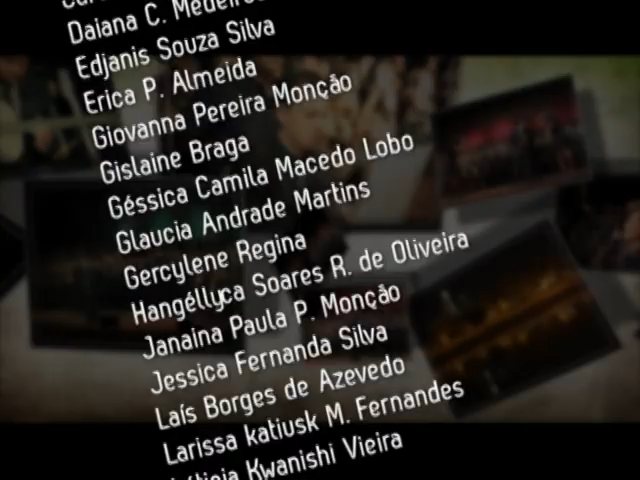 Daiana C. Medeiros
Edjanis Souza Silva
Erica P. Almeida
Giovanna Pereira Monção
Gislaine Braga
Géssica Camila Macedo Lobo
Glaucia Andrade Martins
Gercylene Regina
Hangéllyca Soares R. de Oliveira
Janaina Paula P. Monção
Jessica Fernanda Silva
Laís Borges de Azevedo
Larissa katiusk M. Fernandes
Kwanishi Vieira